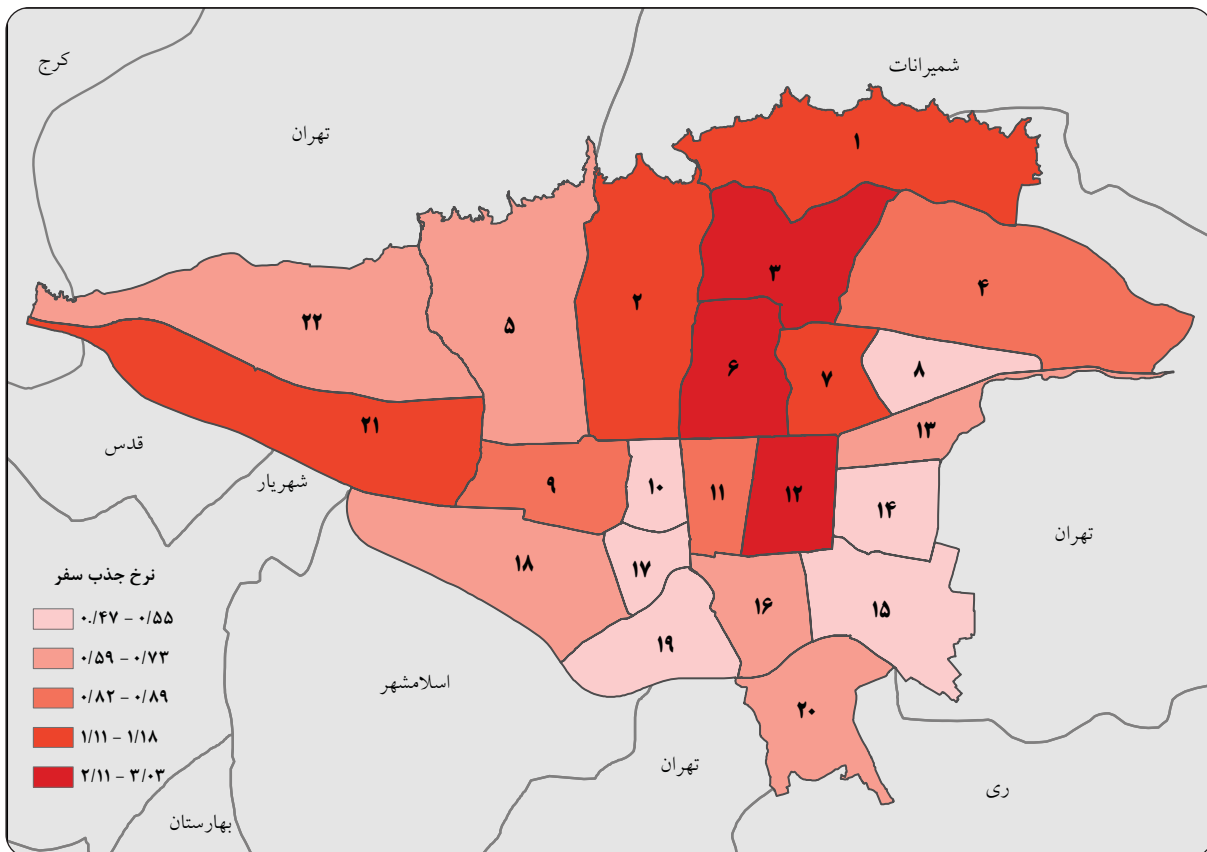 کرج
شمیرانات
تهران
۱
۳
۴
۲
۵
۲۲
۶
۷
۸
۲۱
۱۳
قدس
شهریار
۹
۱۰
۱۱
۱۲
۱۴
تهران
۱۸
۱۷
۱۶
۱۵
۱۹
نرخ جذب سفر
۰/۴۷ - ۰/۵۵
۰/۵۹ - ۰/۷۳
۰/۸۲ - ۰/۸۹
۱/۱۱ - ۱/۱۸
۲/۱۱ - ۳/۰۳
اسلامشهر
۲۰
تهران
ری
بهارستان